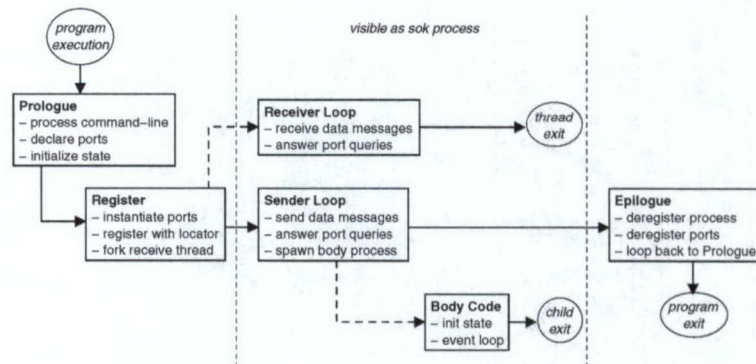 program
execution
visible as sok process
Prologue
– process command–line
– declare ports
– initialize state
Receiver Loop
– receive data messages
– answer port queries
thread
exit
Register
– instantiate ports
– register with locator
– fork receive thread
Sender Loop
– send data messages
– answer port queries
– spawn body process
Epilogue
– deregister process
– deregister ports
– loop back to Prologue
Body Code
– init state
– event loop
child
exit
program
exit